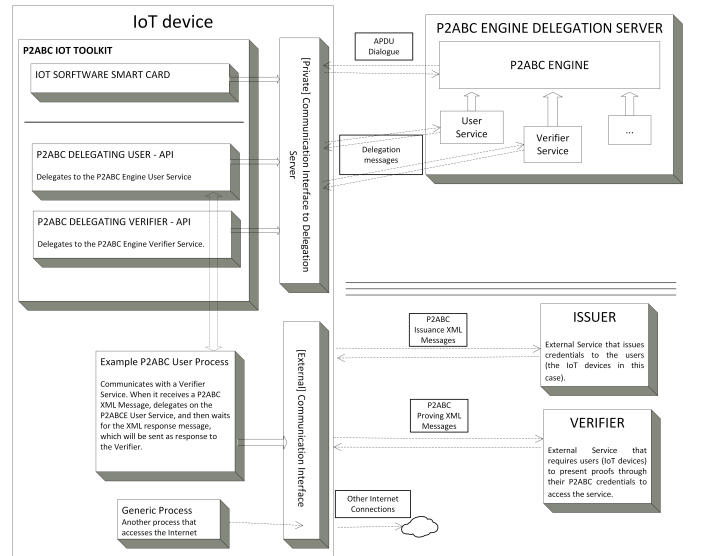 IoT device
P2ABC IOT TOOLKIT
IOT SORFTWARE SMART CARD
P2ABC DELEGATING USER - API
Delegates to the P2ABC Engine User Service
P2ABC DELEGATING VERIFIER - API
Delegates to the P2ABC Engine Verifier Service.
[Private] Communication Interface to Delegation
Server
APDU
Dialogue
Delegation
messages
P2ABC ENGINE DELEGATION SERVER
P2ABC ENGINE
User
Service
Verifier
Service
...
Example P2ABC User Process
Communicates with a Verifier
Service. When it receives a P2ABC
XML Message, delegates on the
P2ABCE User Service, and then waits
for the XML response message,
which will be sent as response to
the Verifier.
Generic Process
Another process that
accesses the Internet
[External] Communication Interface
P2ABC
Issuance XML
Messages
P2ABC
Proving XML
Messages
Other Internet
Connections
ISSUER
External Service that issues
credentials to the users
(the IoT devices in this
case).
VERIFIER
External Service that
requires users (IoT devices)
to present proofs through
their P2ABC credentials to
access the service.